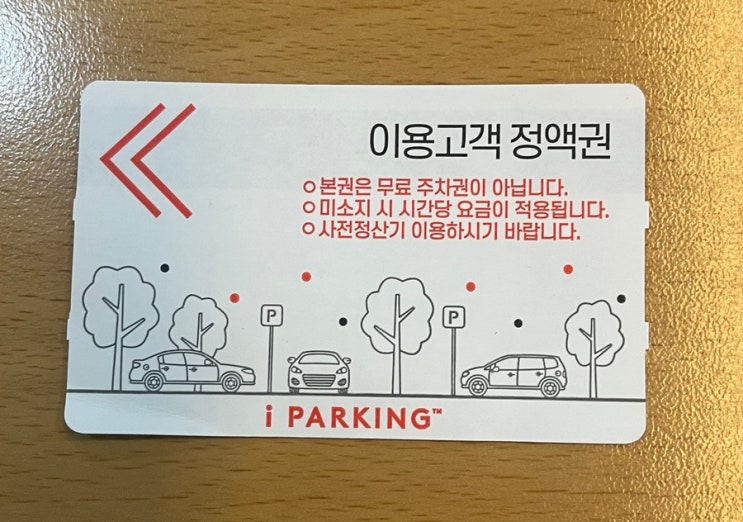 이용고객 정액권
본권은 무료 주차권이 아닙니다.
미소지 시 시간당 요금이 적용됩니다.
사전정산기 이용하시기 바랍니다.
P
P
i PARKING™